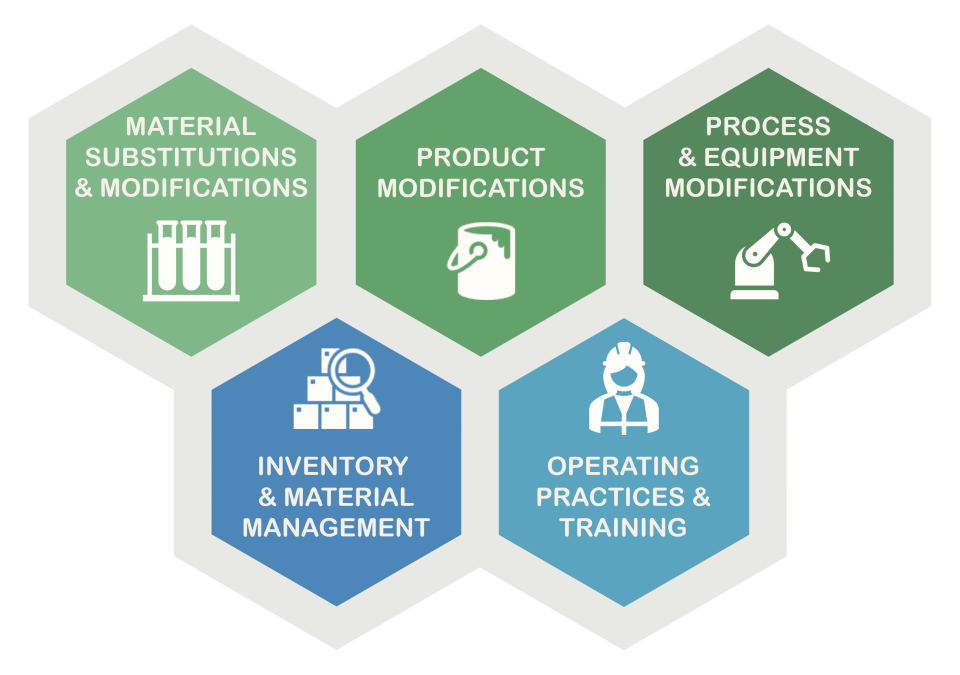 MATERIAL
SUBSTITUTIONS
& MODIFICATIONS
PRODUCT
MODIFICATIONS
PROCESS
& EQUIPMENT
MODIFICATIONS
INVENTORY
& MATERIAL
MANAGEMENT
OPERATING
PRACTICES &
TRAINING